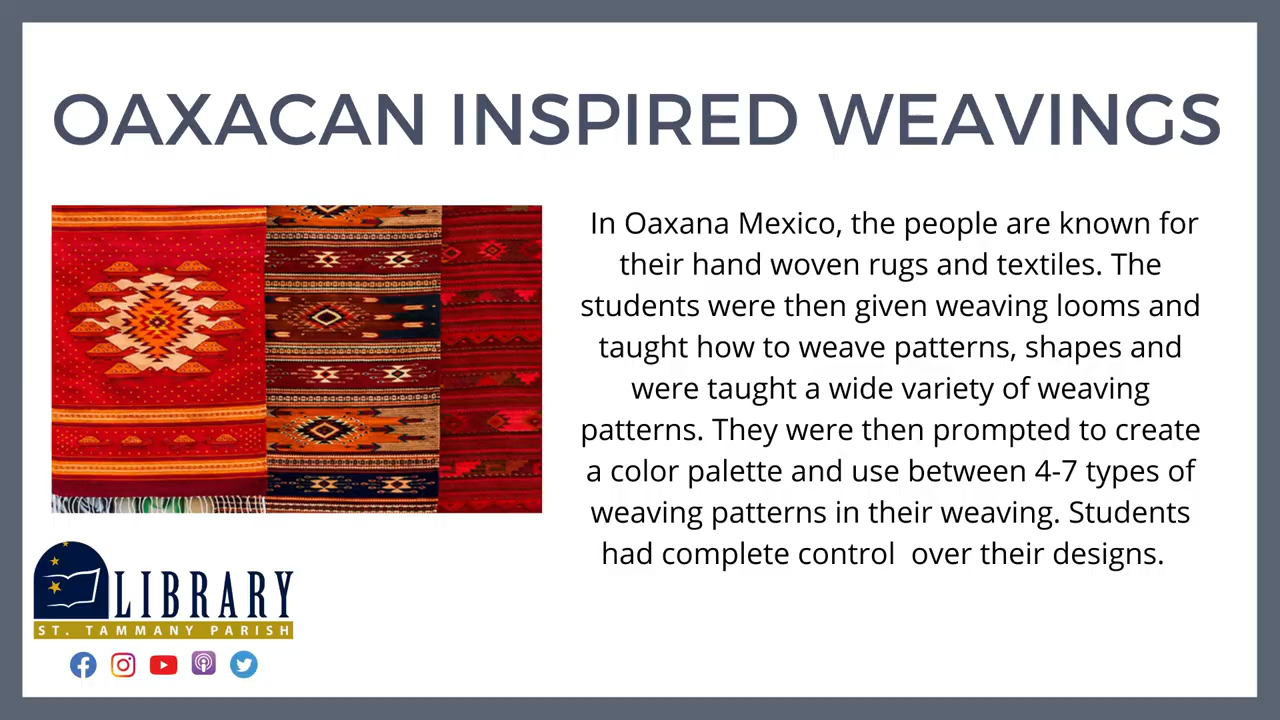 OAXACAN INSPIRED WEAVINGS
In Oaxana Mexico, the people are known for
their hand woven rugs and textiles. The
students were then given weaving looms and
taught how to weave patterns, shapes and
were taught a wide variety of weaving
patterns. They were then prompted to create
a color palette and use between 4-7 types of
weaving patterns in their weaving. Students
had complete control  over their designs.
LIBRARY
ST. TAMMANY PARISH